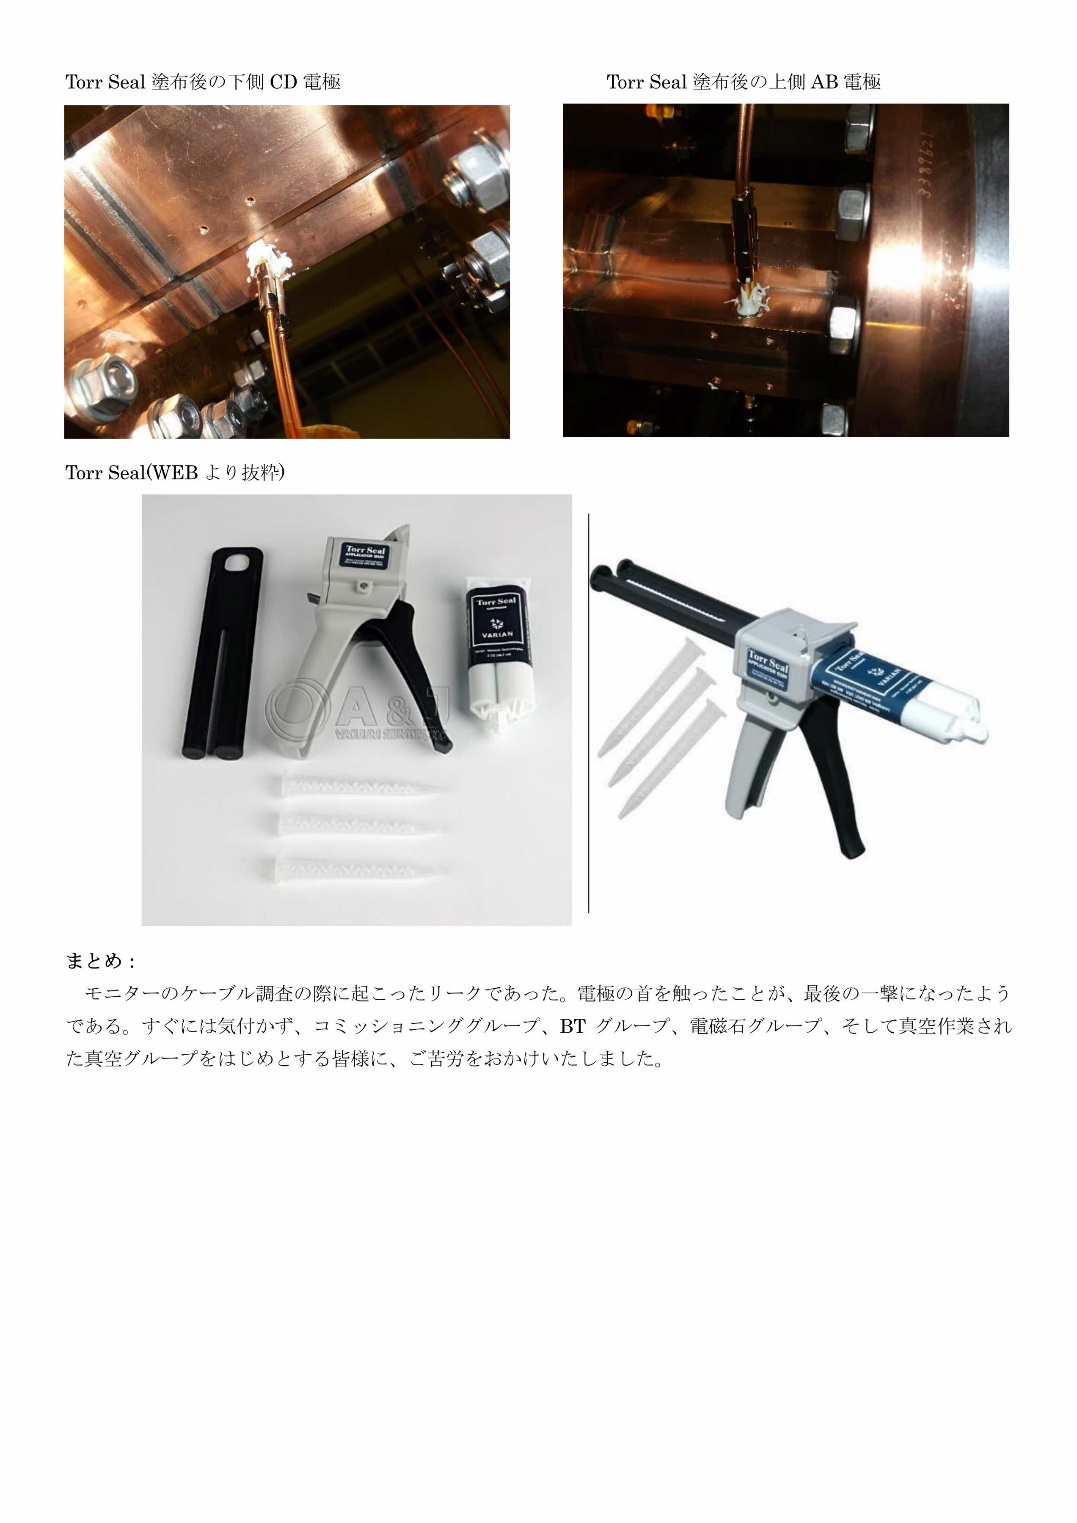 Torr Seal 塗布後の下側 CD 電極
Torr Seal 塗布後の上側 AB 電極
3389621
Torr Seal(WEB より抜粋)
Torr Seal
APPLICATOR GUN
Torr Seal
VARIAN
A & J
Torr Seal
APPLICATOR GUN
Torr Seal
VARIAN
まとめ：
モニターのケーブル調査の際に起こったリークであった。電極の首を触ったことが、最後の一撃になったよう
である。すぐには気付かず、コミッショニンググループ、BT グループ、電磁石グループ、そして真空作業され
た真空グループをはじめとする皆様に、ご苦労をおかけいたしました。